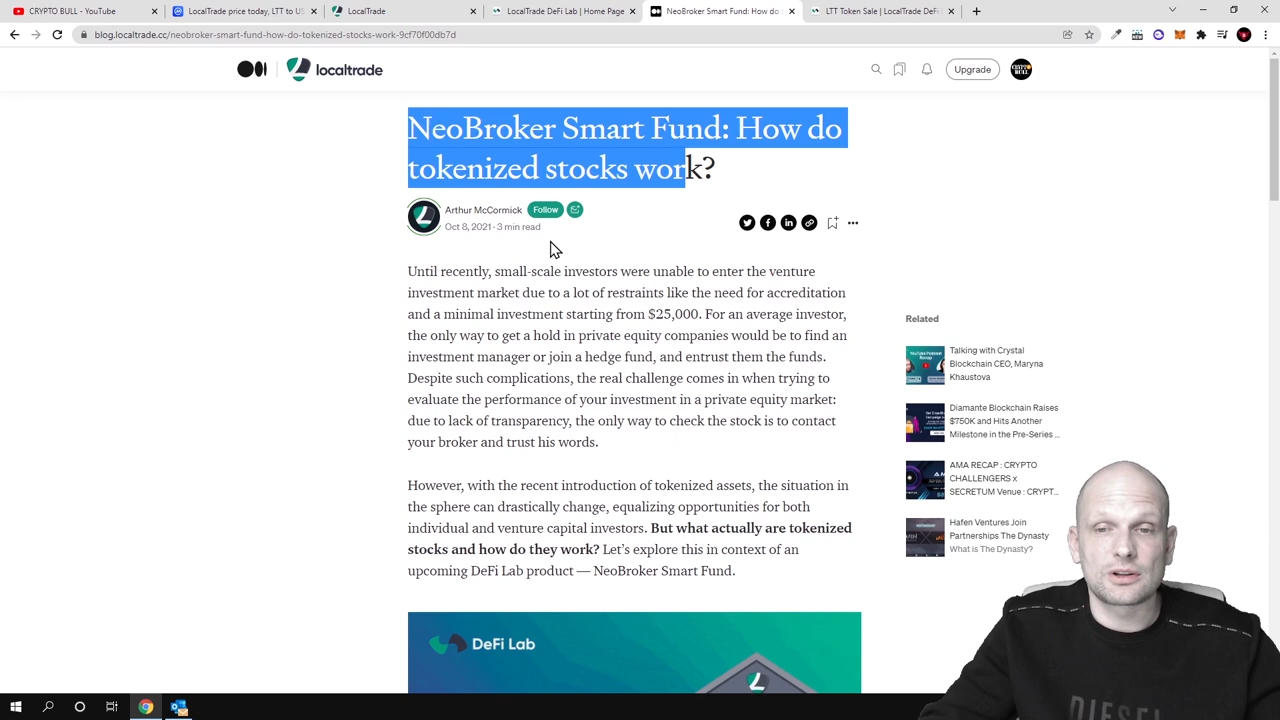 CRYPTO BULL - YouTube
LocalTrade price today, LTT to US
LocalTrade
LocalTrade DeFi Lab | Home Page
NeoBroker Smart Fund: How do
LTT Token Sale | LocalTrade DeFi
blog.localtrade.cc/neobroker-smart-fund-how-do-tokenized-stocks-work-9cf70f00db7d
localtrade
Upgrade
NeoBroker Smart Fund: How do
tokenized stocks work?
Arthur McCormick Follow
Oct 8, 2021 · 3 min read
Until recently, small-scale investors were unable to enter the venture
investment market due to a lot of restraints like the need for accreditation
and a minimal investment starting from $25,000. For an average investor,
the only way to get a hold in private equity companies would be to find an
investment manager or join a hedge fund, and entrust them the funds.
Despite such complications, the real challenge comes in when trying to
evaluate the performance of your investment in a private equity market:
due to lack of transparency, the only way to check the stock is to contact
your broker and trust his words.
However, with the recent introduction of tokenized assets, the situation in
the sphere can drastically change, equalizing opportunities for both
individual and venture capital investors. But what actually are tokenized
stocks and how do they work? Let's explore this in context of an
upcoming DeFi Lab product — NeoBroker Smart Fund.
DeFi Lab
Related
Talking with Crystal
Blockchain CEO, Maryna
Khaustova
Diamante Blockchain Raises
$750K and Hits Another
Milestone in the Pre-Series ...
AMA RECAP : CRYPTO
CHALLENGERS x
SECRETUM Venue : CRYPT...
Hafen Ventures Join
Partnerships The Dynasty
What is The Dynasty?
DIESEL